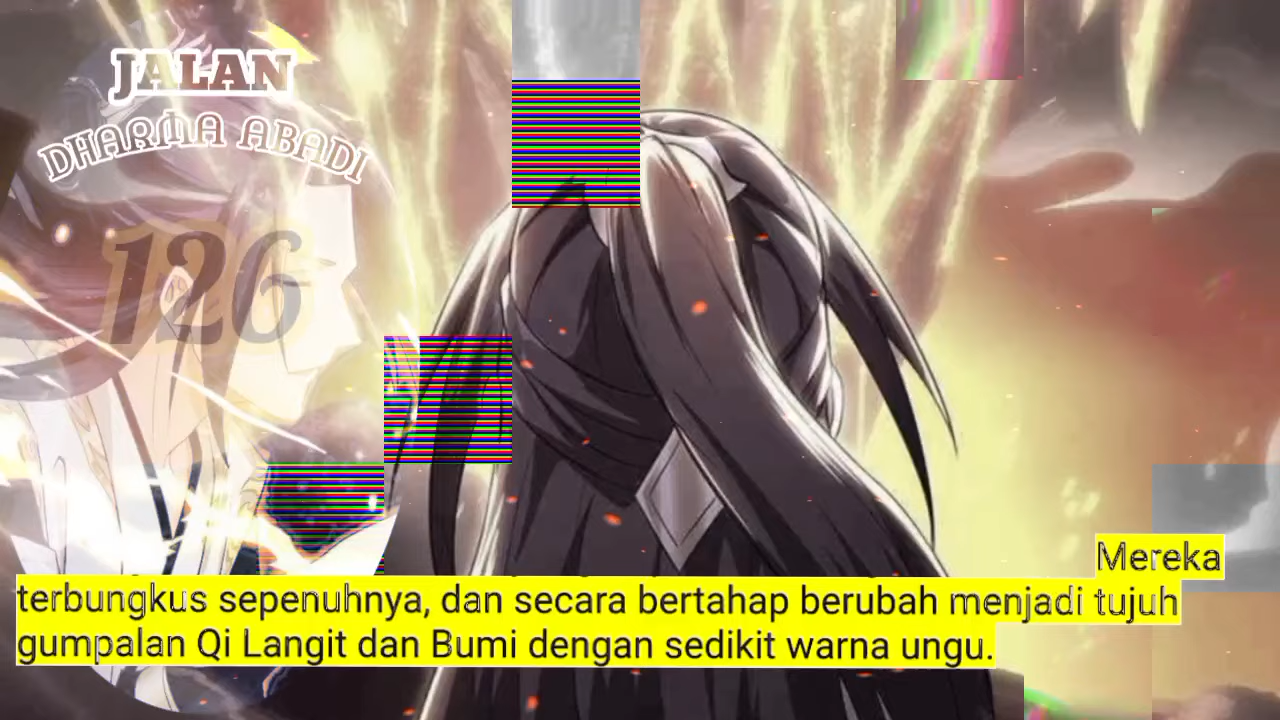 JALAN
DHARMA ABADI
126
Mereka
terbungkus sepenuhnya, dan secara bertahap berubah menjadi tujuh
gumpalan Qi Langit dan Bumi dengan sedikit warna ungu.